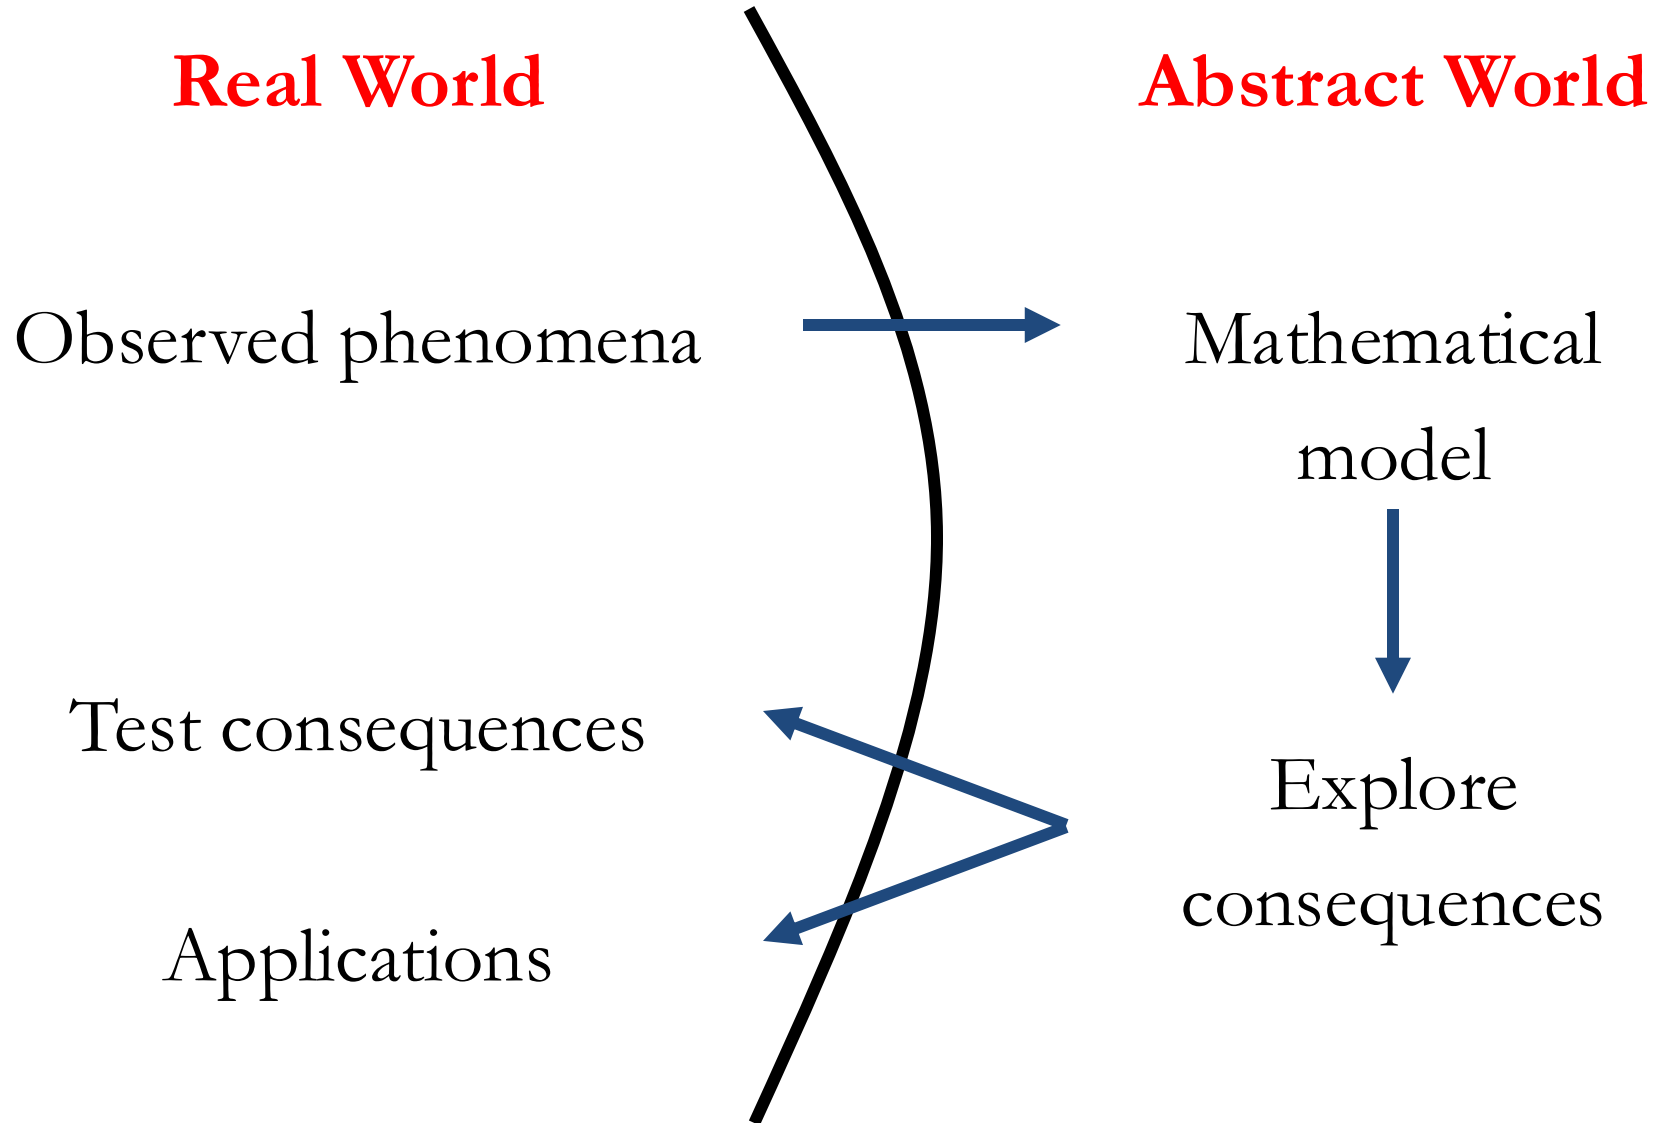 Real World
Abstract World
Observed phenomena
Mathematical
model
Test consequences
Explore
consequences
Applications